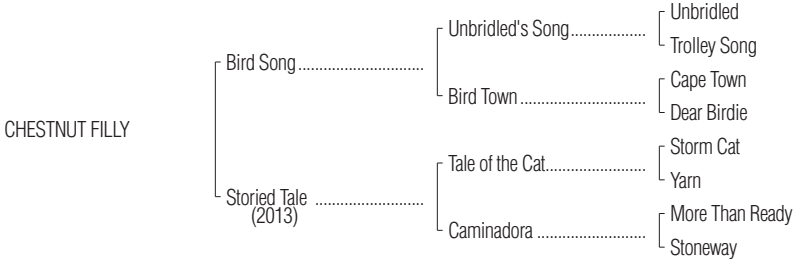 Unbridled
Unbridled's Song..................
Trolley Song
Bird Song..............................
Cape Town
Bird Town ..............................
Dear Birdie
CHESTNUT FILLY
Storm Cat
Tale of the Cat........................
Yarn
Storied Tale ..........................
(2013)
More Than Ready
Caminadora ..........................
Stoneway